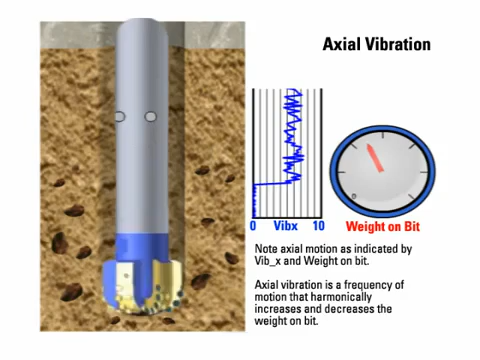 Axial Vibration
0 Vibx 10
Weight on Bit
Note axial motion as indicated by
Vib_x and Weight on bit.
Axial vibration is a frequency of
motion that harmonically
increases and decreases the
weight on bit.